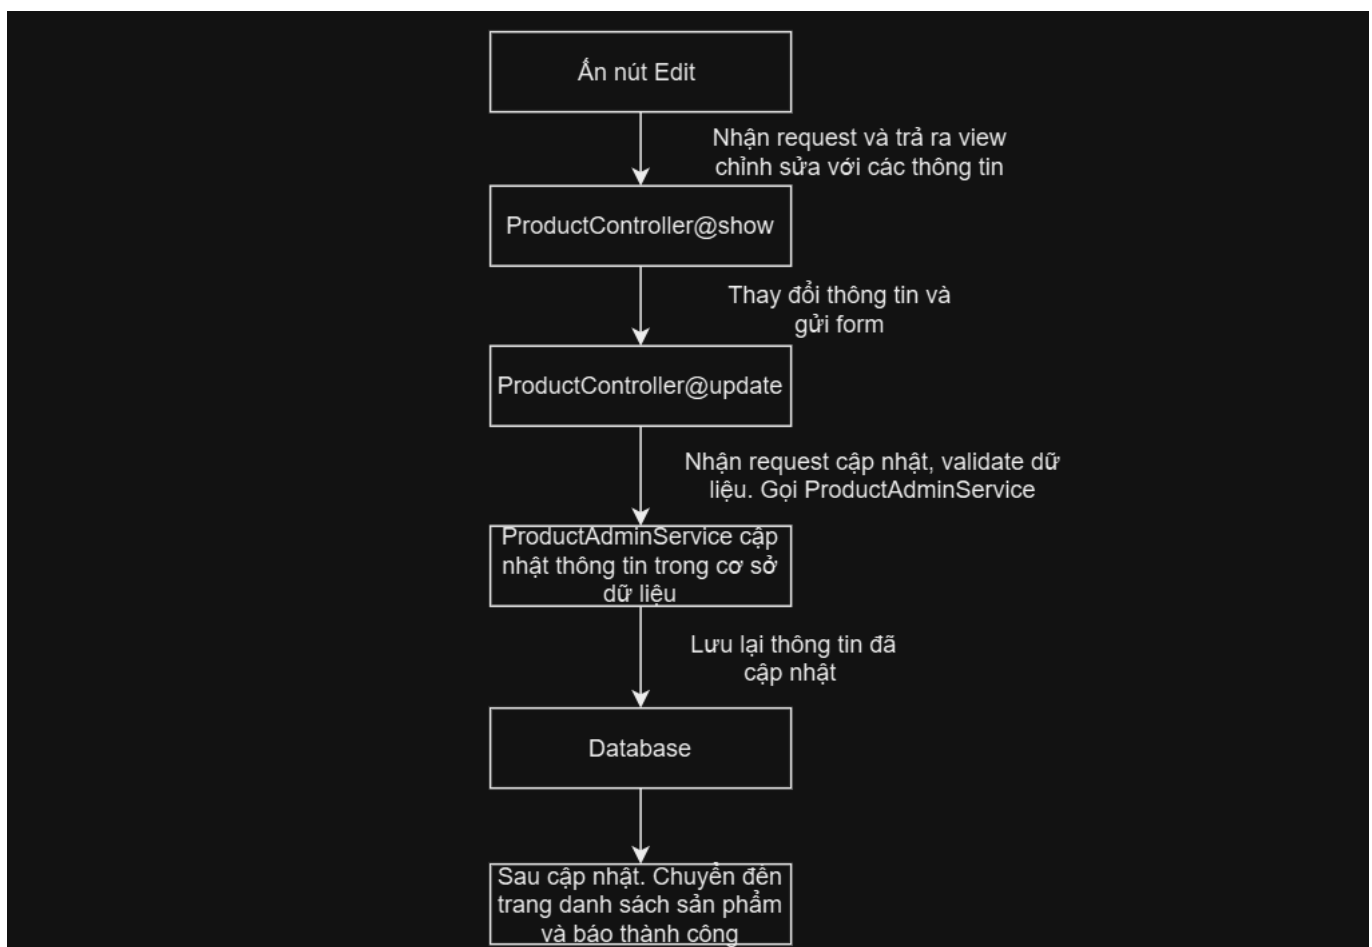 Ấn nút Edit
Nhận request và trả ra view
chỉnh sửa với các thông tin
ProductController@show
Thay đổi thông tin và
gửi form
ProductController@update
Nhận request cập nhật, validate dữ
liệu. Gọi ProductAdminService
ProductAdminService cập
nhật thông tin trong cơ sở
dữ liệu
Lưu lại thông tin đã
cập nhật
Database
Sau cập nhật. Chuyển đến
trang danh sách sản phẩm
và báo thành công